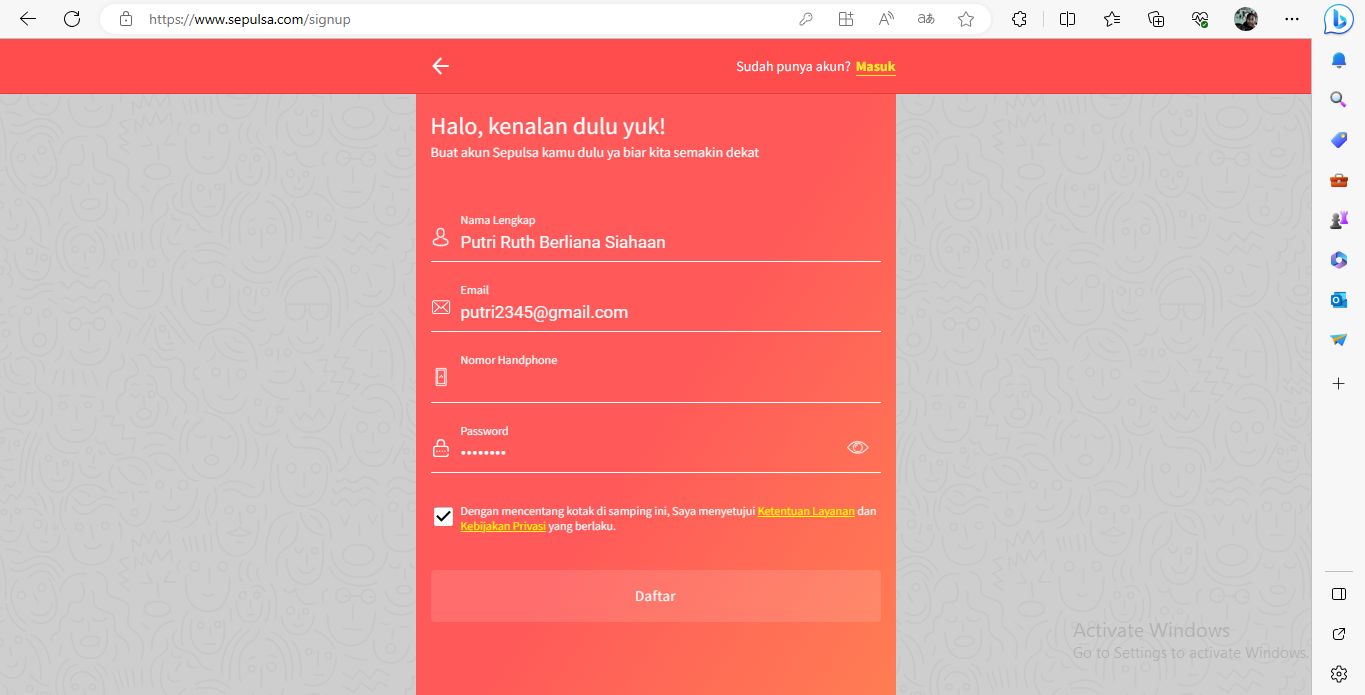 https://www.sepulsa.com/signup
Sudah punya akun? Masuk
Halo, kenalan dulu yuk!
Buat akun Sepulsa kamu dulu ya biar kita semakin dekat
Nama Lengkap
Putri Ruth Berliana Siahaan
Email
putri2345@gmail.com
Nomor Handphone
Password
••••••••
Dengan mencentang kotak di samping ini, Saya menyetujui Ketentuan Layanan dan
Kebijakan Privasi yang berlaku.
Daftar
Activate Windows
Go to Settings to activate Windows.